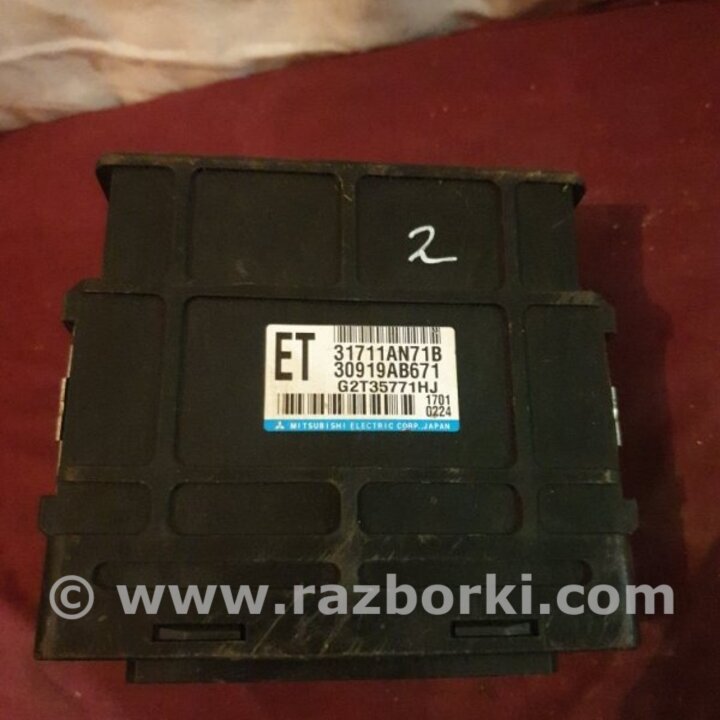 2
ET
31711AN71B
30919AB671
G2T35771HJ
1701
0224
MITSUBISHI ELECTRIC CORP. JAPAN
© www.razborki.com